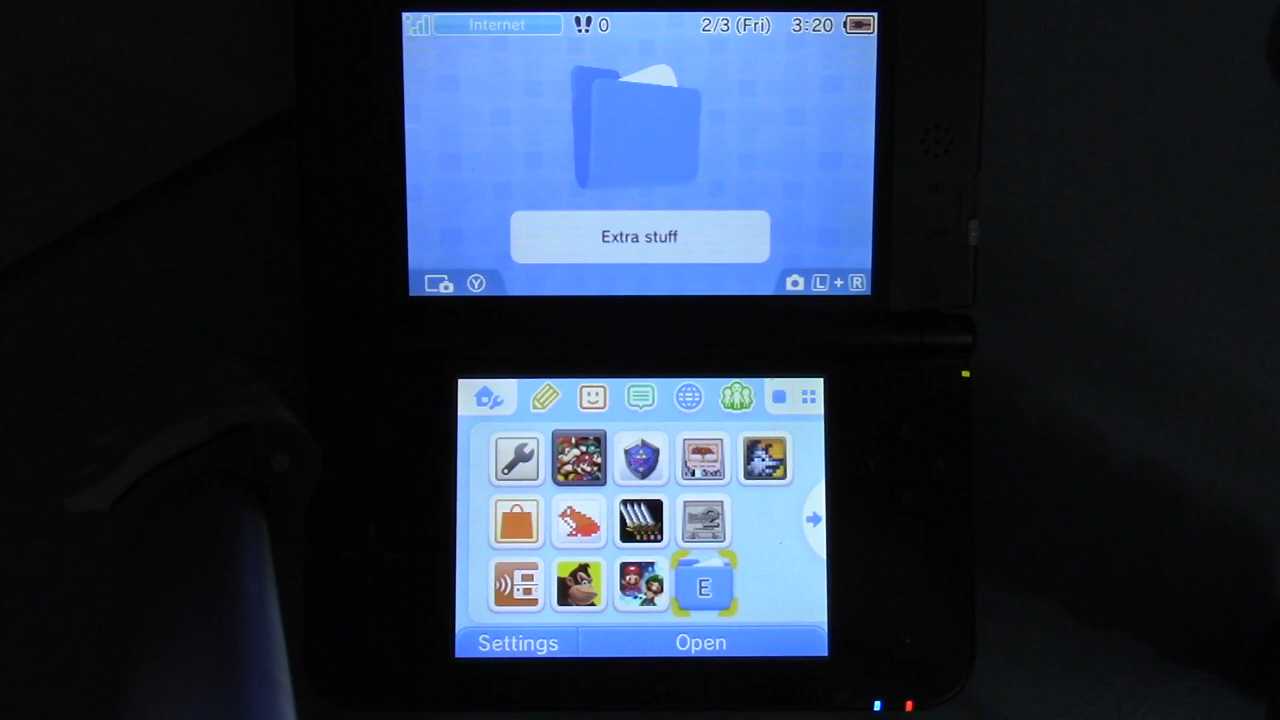 Internet 0 2/3 (Fri) 3:20
Extra stuff
Y L + R
E
Settings Open